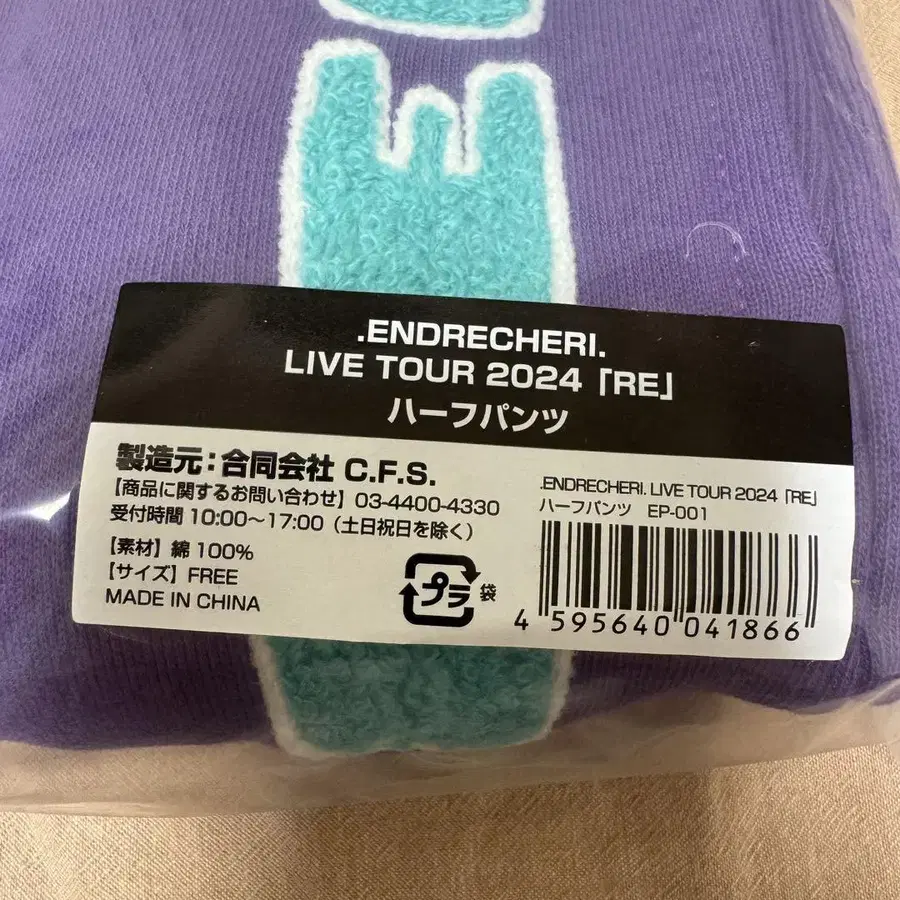 .ENDRECHERI.
LIVE TOUR 2024「RE」
ハーフパンツ
製造元:合同会社 C.F.S.
【商品に関するお問い合わせ】03-4400-4330
受付時間 10:00〜17:00（土日祝日を除く）
【素材】綿 100%
【サイズ】FREE
MADE IN CHINA
プラ 袋
.ENDRECHERI. LIVE TOUR 2024「RE」
ハーフパンツ EP-001
4 595640 041866